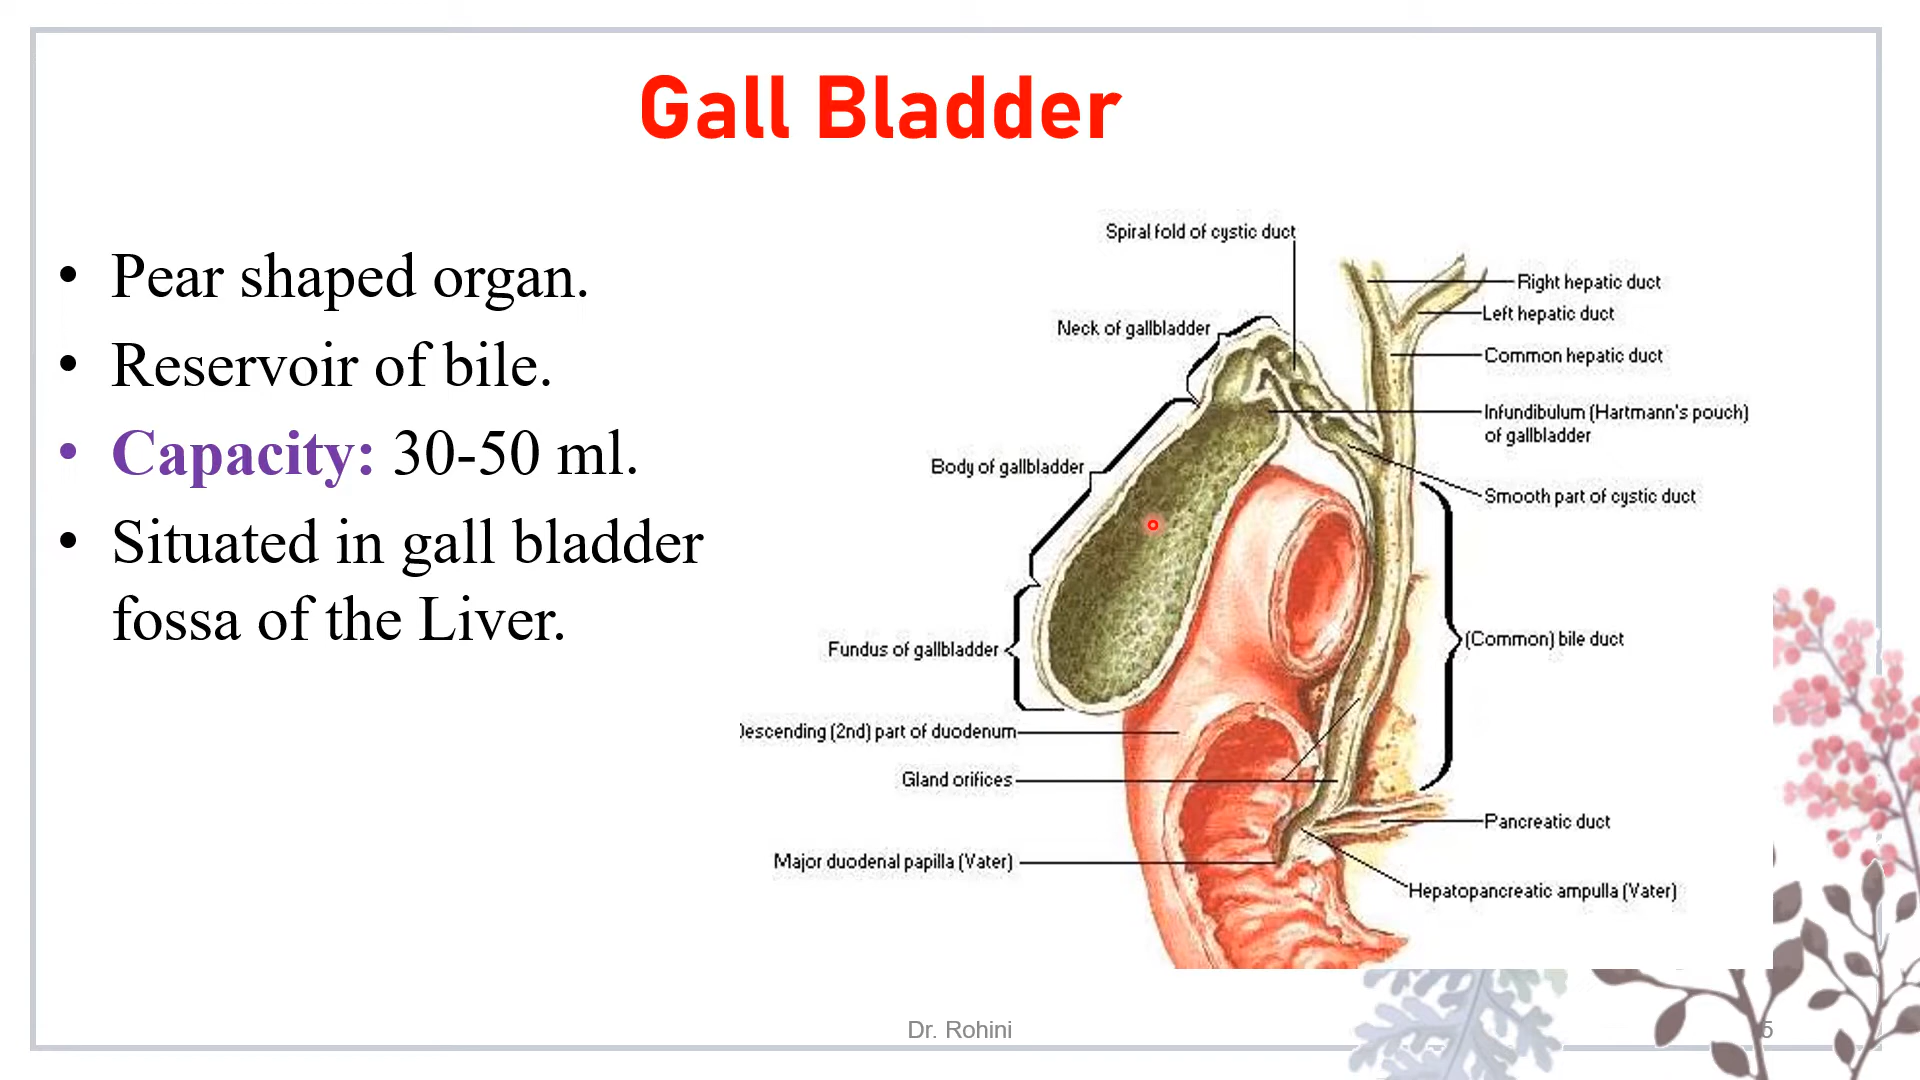 Gall Bladder
• Pear shaped organ.
• Reservoir of bile.
• Capacity: 30-50 ml.
• Situated in gall bladder
fossa of the Liver.
Spiral fold of cystic duct
Right hepatic duct
Left hepatic duct
Neck of gallbladder
Common hepatic duct
Infundibulum (Hartmann's pouch)
of gallbladder
Body of gallbladder
Smooth part of cystic duct
(Common) bile duct
Fundus of gallbladder
Descending (2nd) part of duodenum
Gland orifices
Pancreatic duct
Major duodenal papilla (Vater)
Hepatopancreatic ampulla (Vater)
Dr. Rohini
5